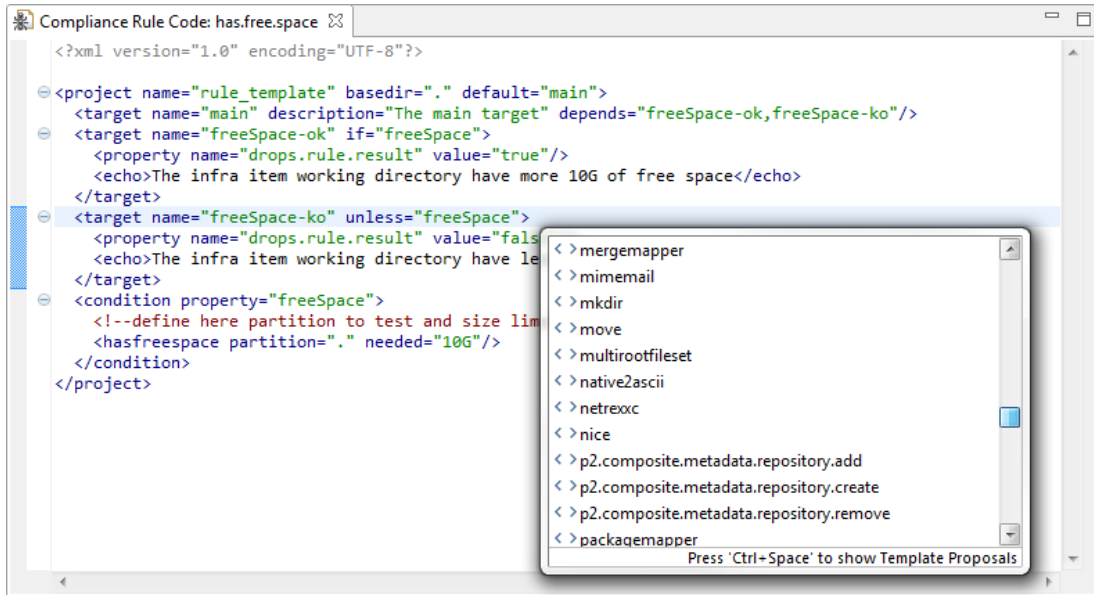 Compliance Rule Code: has.free.space
<?xml version="1.0" encoding="UTF-8"?>
<project name="rule_template" basedir="." default="main">
<target name="main" description="The main target" depends="freeSpace-ok,freeSpace-ko"/>
<target name="freeSpace-ok" if="freeSpace">
<property name="drops.rule.result" value="true"/>
<echo>The infra item working directory have more 10G of free space</echo>
</target>
<target name="freeSpace-ko" unless="freeSpace">
<property name="drops.rule.result" value="fals
<echo>The infra item working directory have le
</target>
<condition property="freeSpace">
<!--define here partition to test and size lim
<hasfreespace partition="." needed="10G"/>
</condition>
</project>
< > mergemapper
< > mimemail
< > mkdir
< > move
< > multirootfileset
< > native2ascii
< > netrexxc
< > nice
< > p2.composite.metadata.repository.add
< > p2.composite.metadata.repository.create
< > p2.composite.metadata.repository.remove
< > packagemapper
Press 'Ctrl+Space' to show Template Proposals